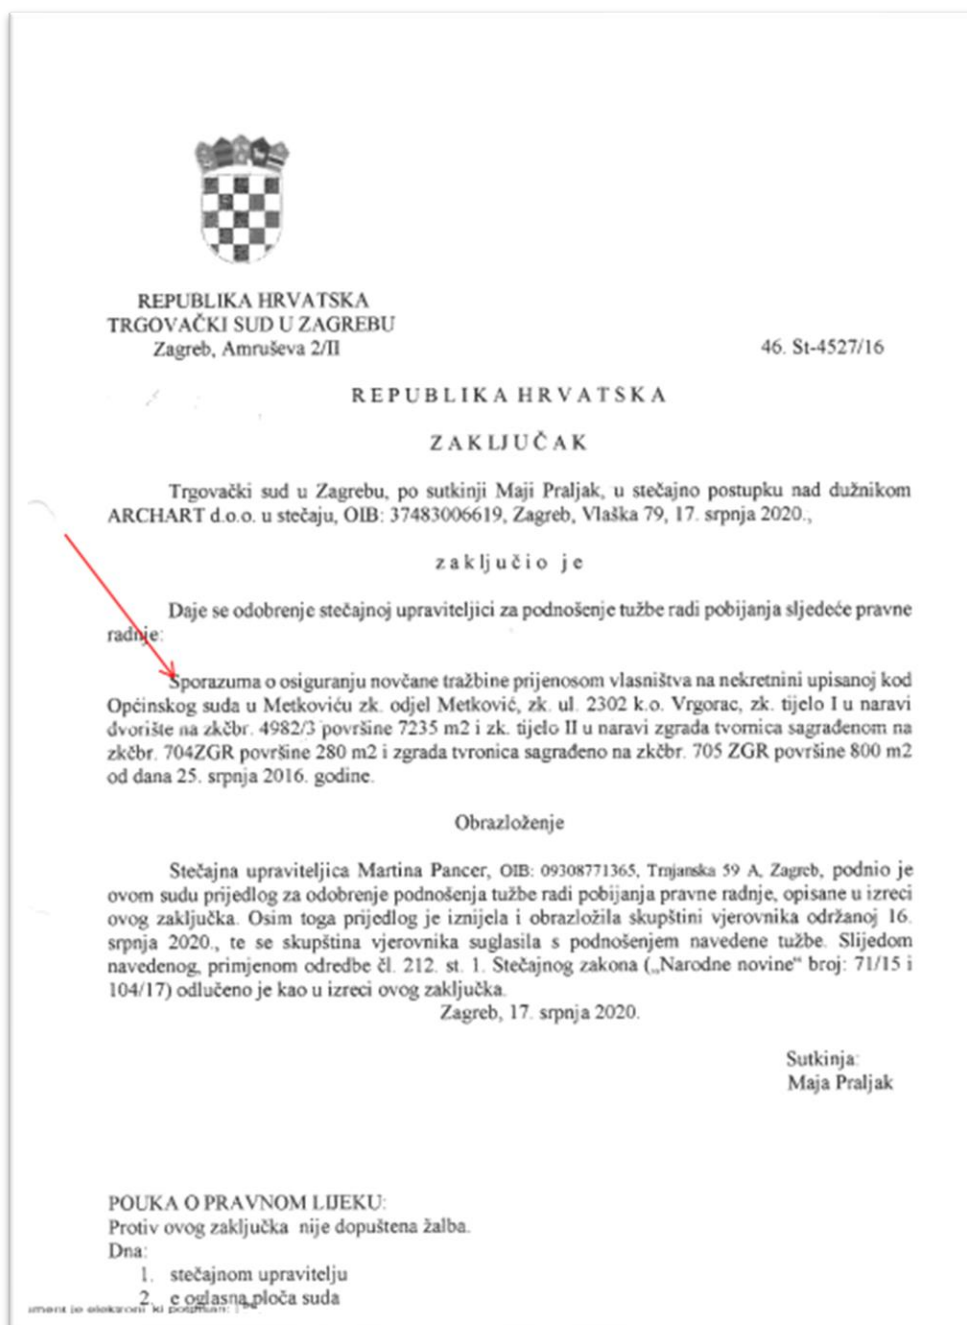 REPUBLIKA HRVATSKA
TRGOVAČKI SUD U ZAGREBU
Zagreb, Amruševa 2/II
46. St-4527/16
REPUBLIKA HRVATSKA
ZAKLJUČAK
Trgovački sud u Zagrebu, po sutkinji Maji Praljak, u stečajno postupku nad dužnikom
ARCHART d.o.o. u stečaju, OIB: 37483006619, Zagreb, Vlaška 79, 17. srpnja 2020.,
zaključio je
Daje se odobrenje stečajnoj upraviteljici za podnošenje tužbe radi pobijanja sljedeće pravne
radnje:
Sporazuma o osiguranju novčane tražbine prijenosom vlasništva na nekretnini upisanoj kod
Općinskog suda u Metkoviću zk. odjel Metković, zk. ul. 2302 k.o. Vrgorac, zk. tijelo I u naravi
dvorište na zkčbr. 4982/3 površine 7235 m2 i zk. tijelo II u naravi zgrada tvornica sagrađenom na
zkčbr. 704ZGR površine 280 m2 i zgrada tvronica sagrađeno na zkčbr. 705 ZGR površine 800 m2
od dana 25. srpnja 2016. godine.
Obrazloženje
Stečajna upraviteljica Martina Pancer, OIB: 09308771365, Trnjanska 59 A, Zagreb, podnio je
ovom sudu prijedlog za odobrenje podnošenja tužbe radi pobijanja pravne radnje, opisane u izreci
ovog zaključka. Osim toga prijedlog je iznijela i obrazložila skupštini vjerovnika održanoj 16.
srpnja 2020., te se skupština vjerovnika suglasila s podnošenjem navedene tužbe. Slijedom
navedenog, primjenom odredbe čl. 212. st. 1. Stečajnog zakona („Narodne novine“ broj: 71/15 i
104/17) odlučeno je kao u izreci ovog zaključka.
Zagreb, 17. srpnja 2020.
Sutkinja:
Maja Praljak
POUKA O PRAVNOM LIJEKU:
Protiv ovog zaključka nije dopuštena žalba.
Dna:
1. stečajnom upravitelju
2. e oglasna ploča suda